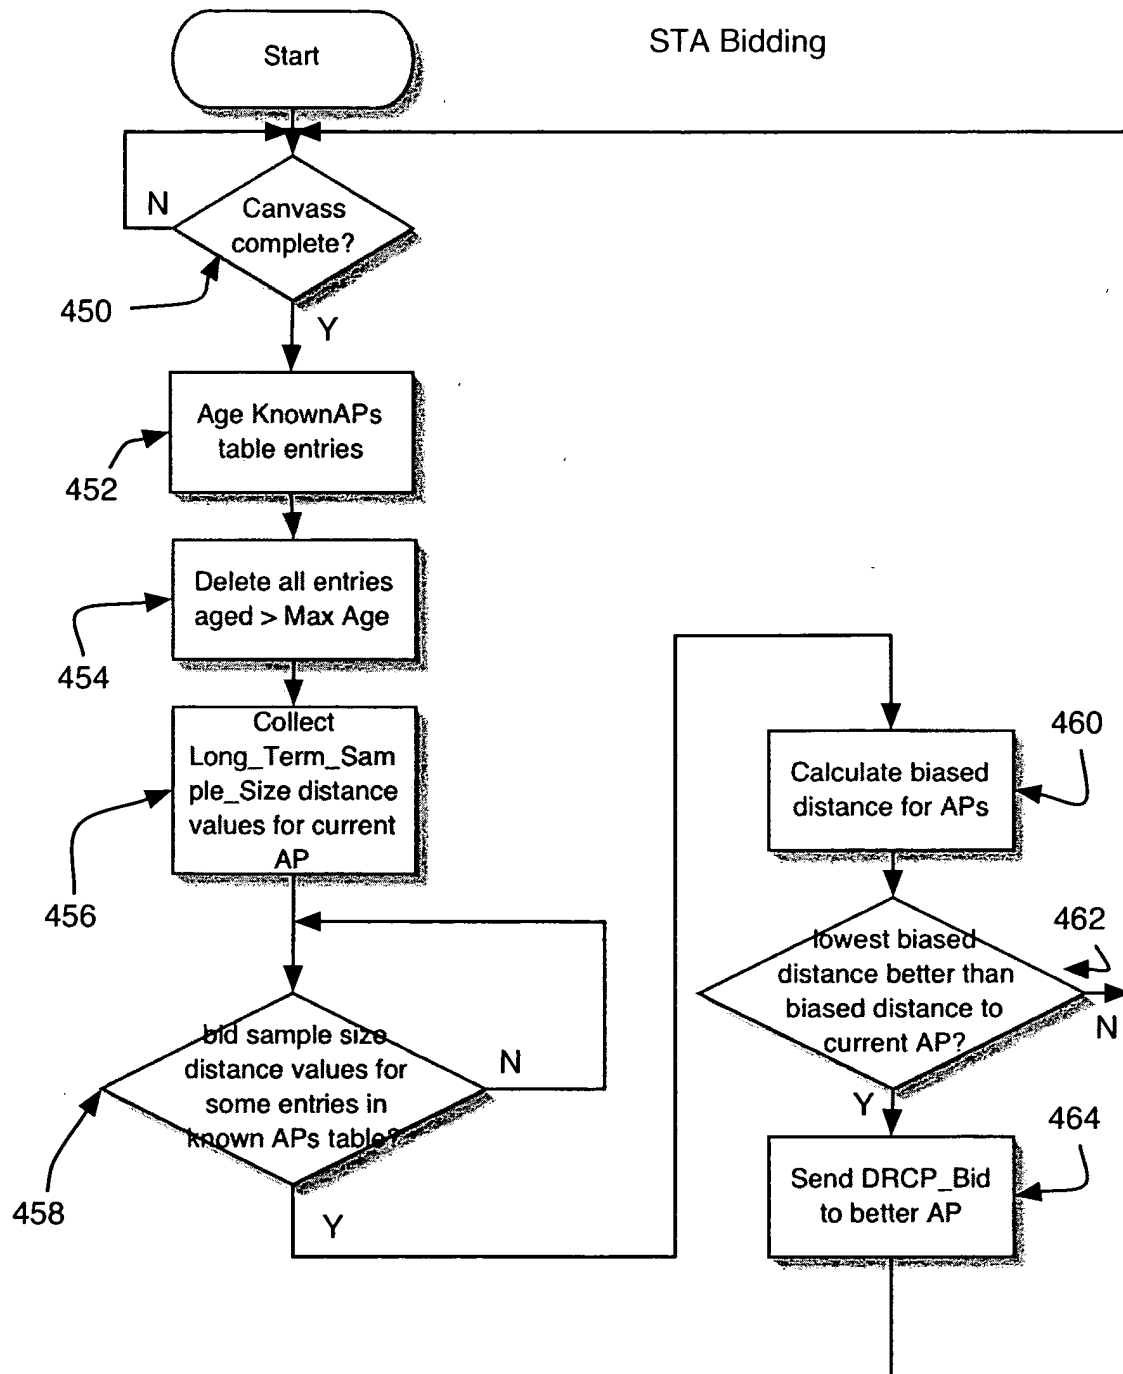 STA Bidding
Start
N
Canvass
complete?
450
Y
Age KnownAPs
table entries
452
Delete all entries
aged > Max Age
454
Collect
Long_Term_Sam
ple_Size distance
values for current
AP
456
bid sample size
distance values for
some entries in
known APs table?
N
458
Y
460
Calculate biased
distance for APs
462
lowest biased
distance better than
biased distance to
current AP?
N
Y
464
Send DRCP_Bid
to better AP